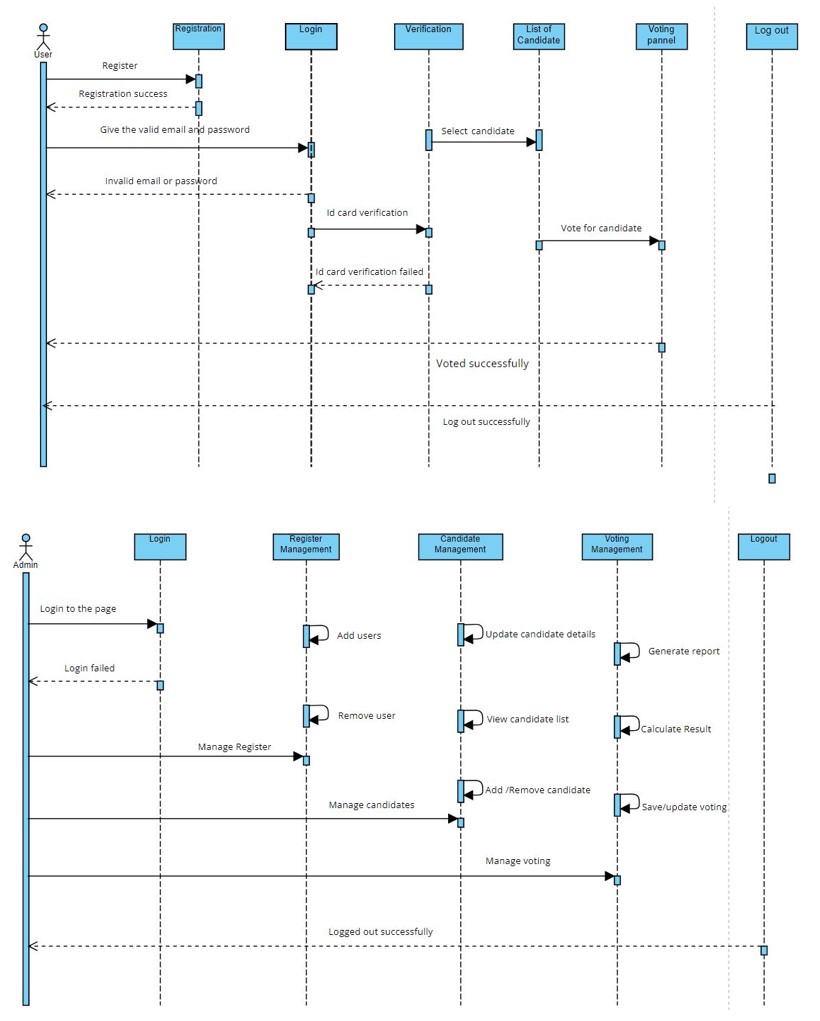 Registration
Login
Verification
List of
Candidate
Voting
pannel
Log out
User
Register
Registration success
Give the valid email and password
Select candidate
Invalid email or password
Id card verification
Vote for candidate
Id card verification failed
Voted successfully
Log out successfully
Login
Register
Management
Candidate
Management
Voting
Management
Logout
Admin
Login to the page
Add users
Update candidate details
Generate report
Login failed
Remove user
View candidate list
Calculate Result
Manage Register
Add /Remove candidate
Manage candidates
Save/update voting
Manage voting
Logged out successfully